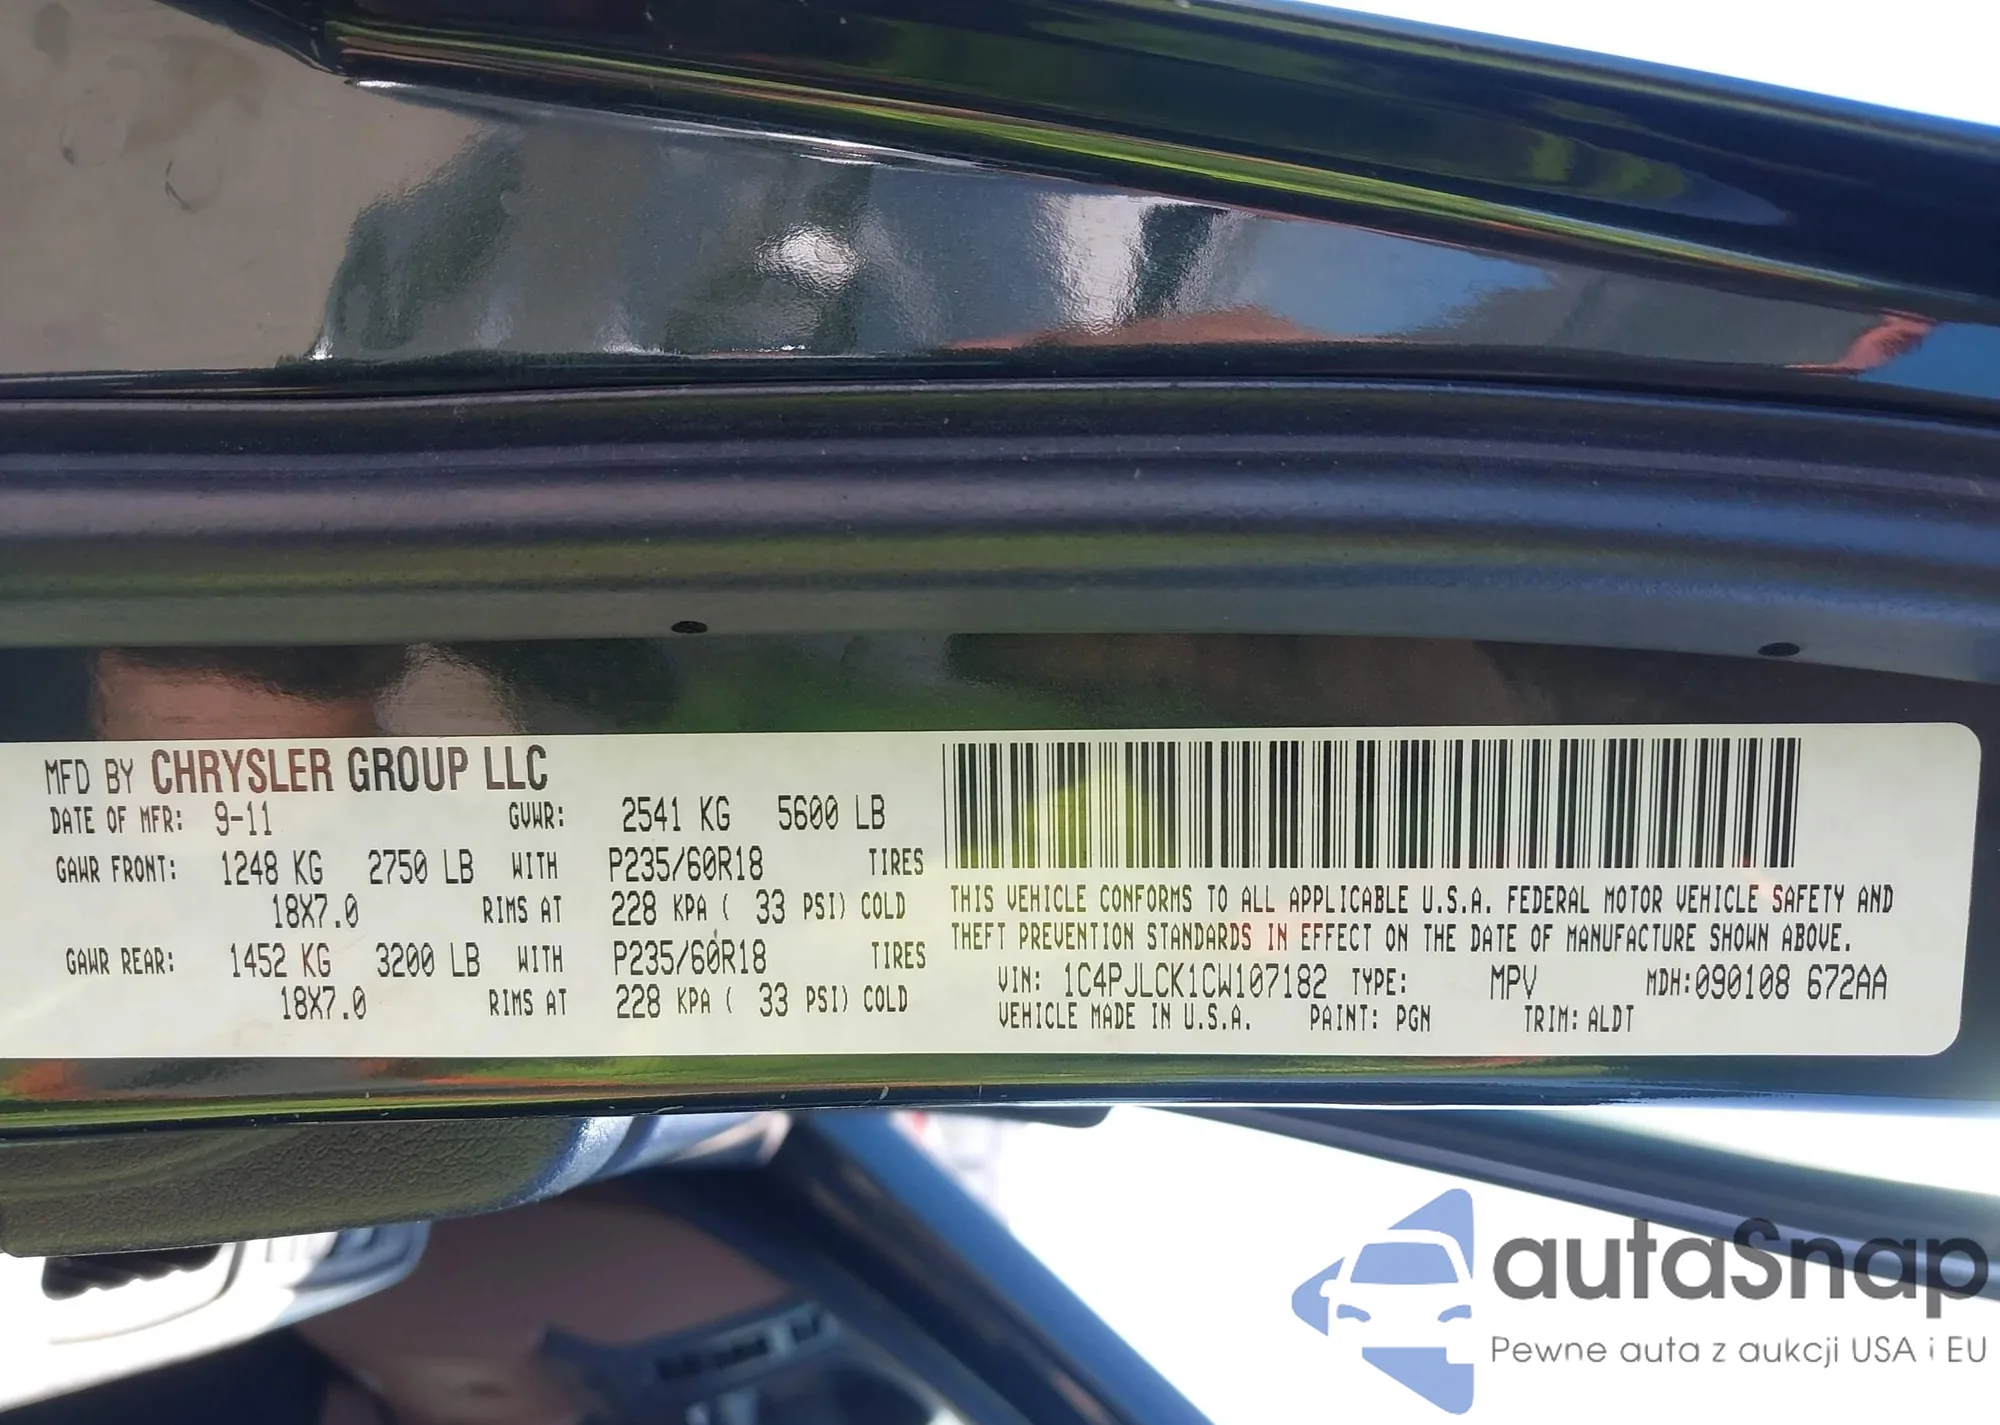 MFD BY CHRYSLER GROUP LLC
DATE OF MFR: 9-11 GVWR: 2541 KG 5600 LB
GAWR FRONT: 1248 KG 2750 LB WITH P235/60R18 TIRES
18X7.0 RIMS AT 228 KPA ( 33 PSI) COLD
GAWR REAR: 1452 KG 3200 LB WITH P235/60R18 TIRES
18X7.0 RIMS AT 228 KPA ( 33 PSI) COLD
THIS VEHICLE CONFORMS TO ALL APPLICABLE U.S.A. FEDERAL MOTOR VEHICLE SAFETY AND
THEFT PREVENTION STANDARDS IN EFFECT ON THE DATE OF MANUFACTURE SHOWN ABOVE.
VIN: 1C4PJLCK1CW107182 TYPE: MPV MDH:090108 672AA
VEHICLE MADE IN U.S.A. PAINT: PGN TRIM: ALDT
autaSnap
Pewne auta z aukcji USA i EU